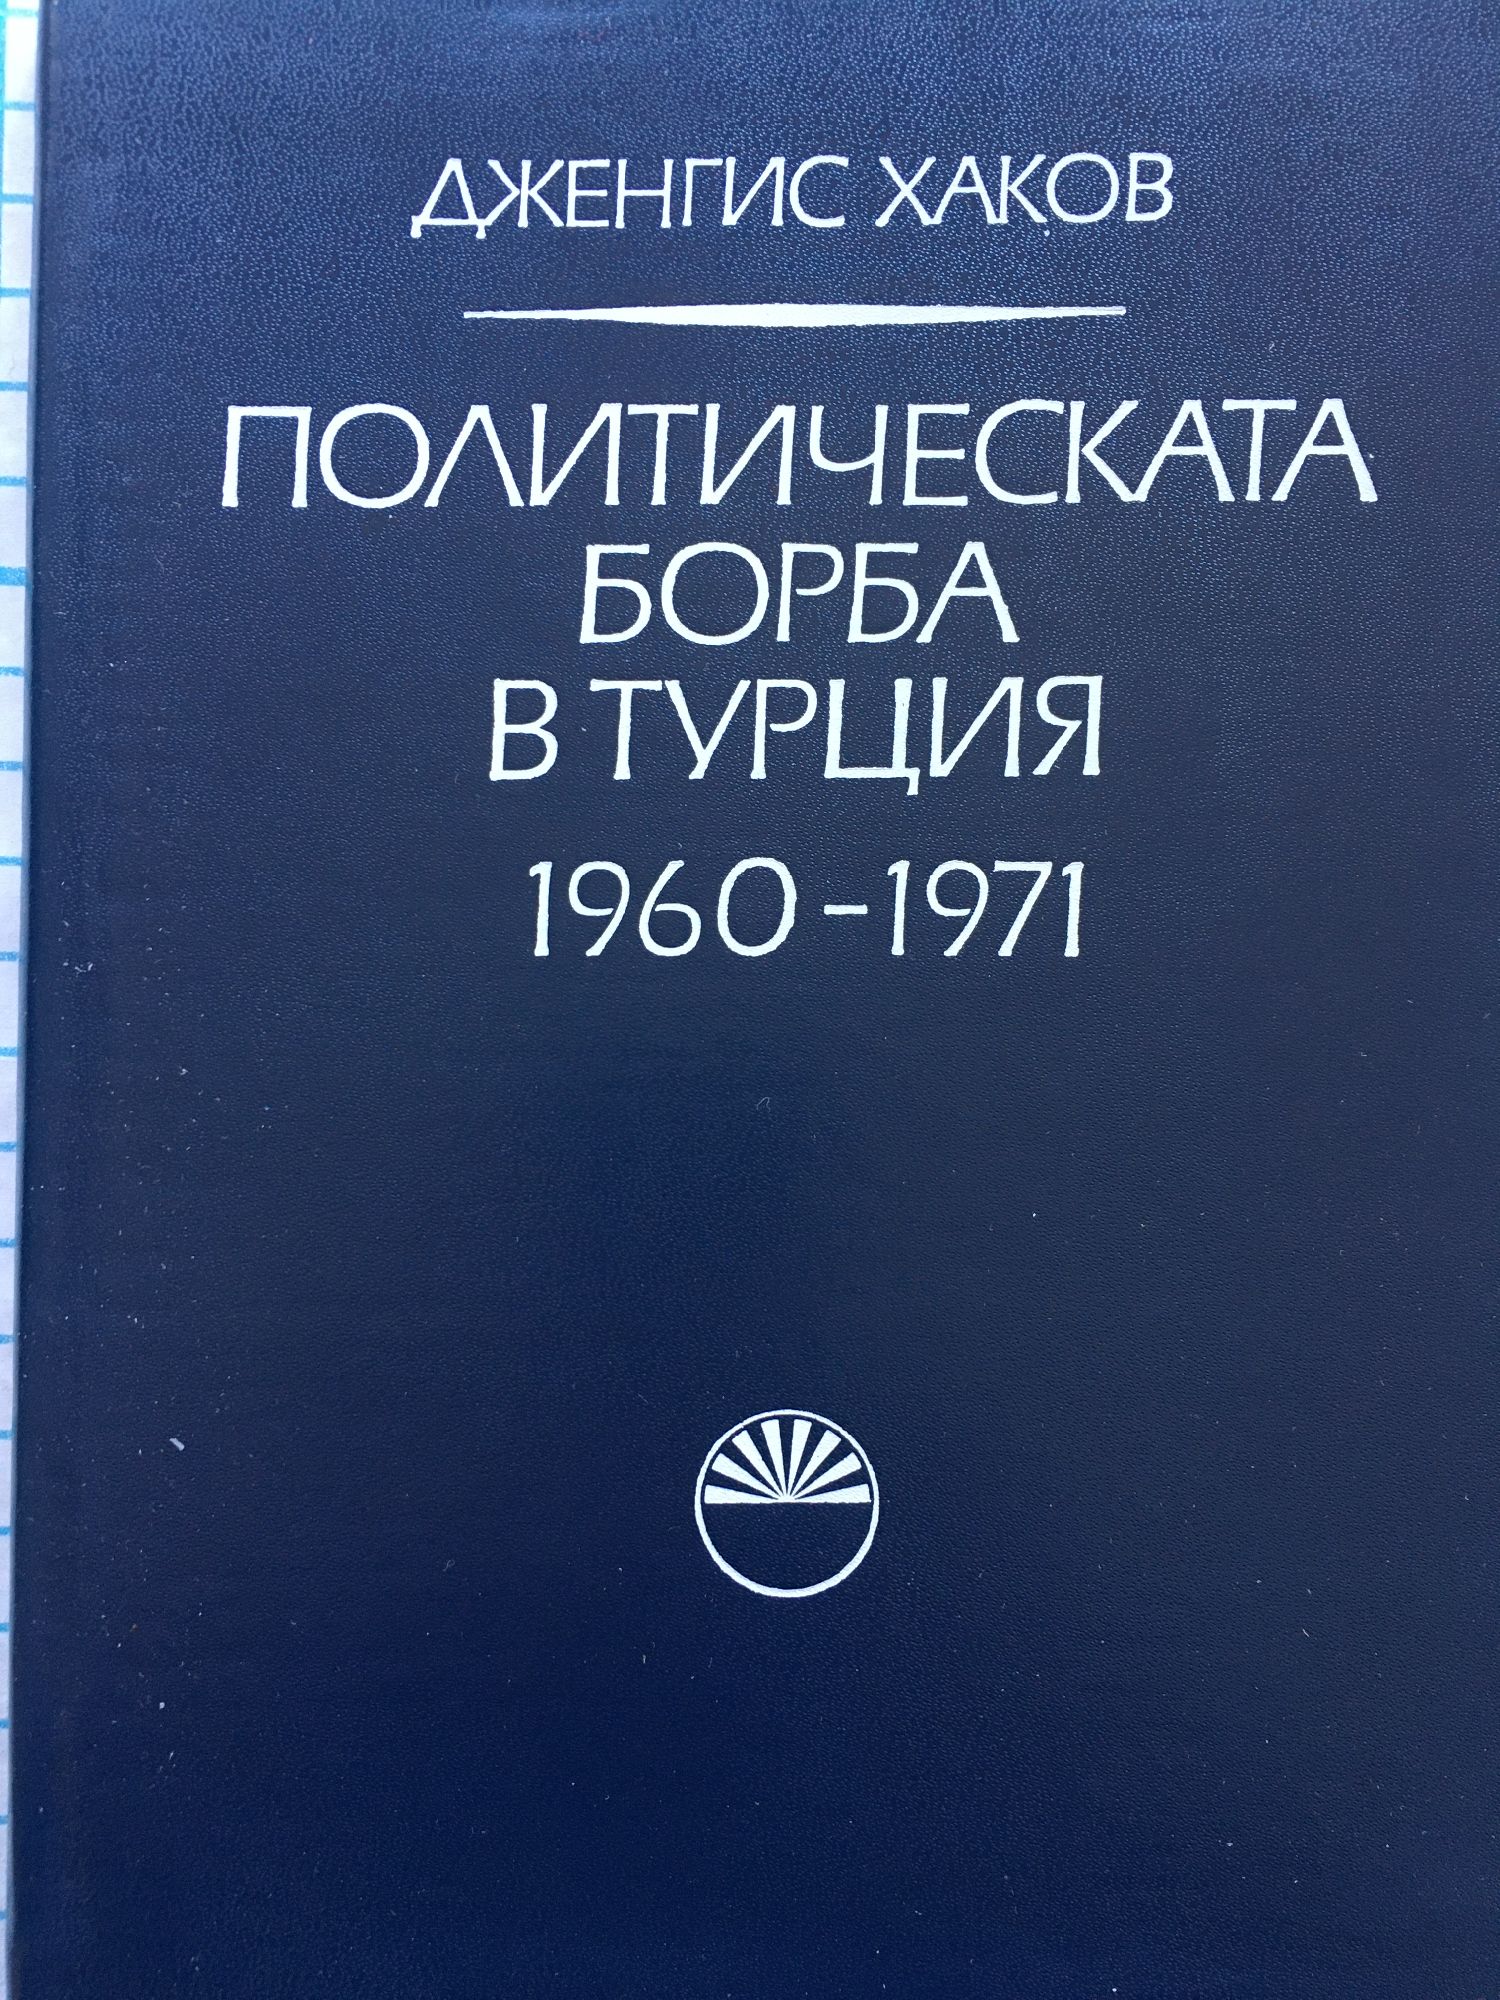 ДЖЕНГИС ХАКОВ
ПОЛИТИЧЕСКАТА
БОРБА
В ТУРЦИЯ
1960-1971